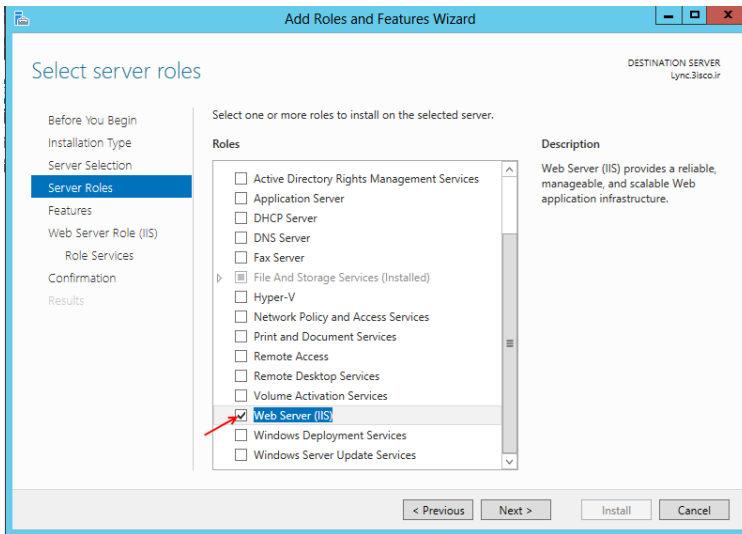 Add Roles and Features Wizard
Select server roles
DESTINATION SERVER
Lync.3isco.ir
Before You Begin
Installation Type
Server Selection
Server Roles
Features
Web Server Role (IIS)
Role Services
Confirmation
Results
Select one or more roles to install on the selected server.
Roles
Active Directory Rights Management Services
Application Server
DHCP Server
DNS Server
Fax Server
File And Storage Services (Installed)
Hyper-V
Network Policy and Access Services
Print and Document Services
Remote Access
Remote Desktop Services
Volume Activation Services
Web Server (IIS)
Windows Deployment Services
Windows Server Update Services
Description
Web Server (IIS) provides a reliable,
manageable, and scalable Web
application infrastructure.
< Previous
Next >
Install
Cancel